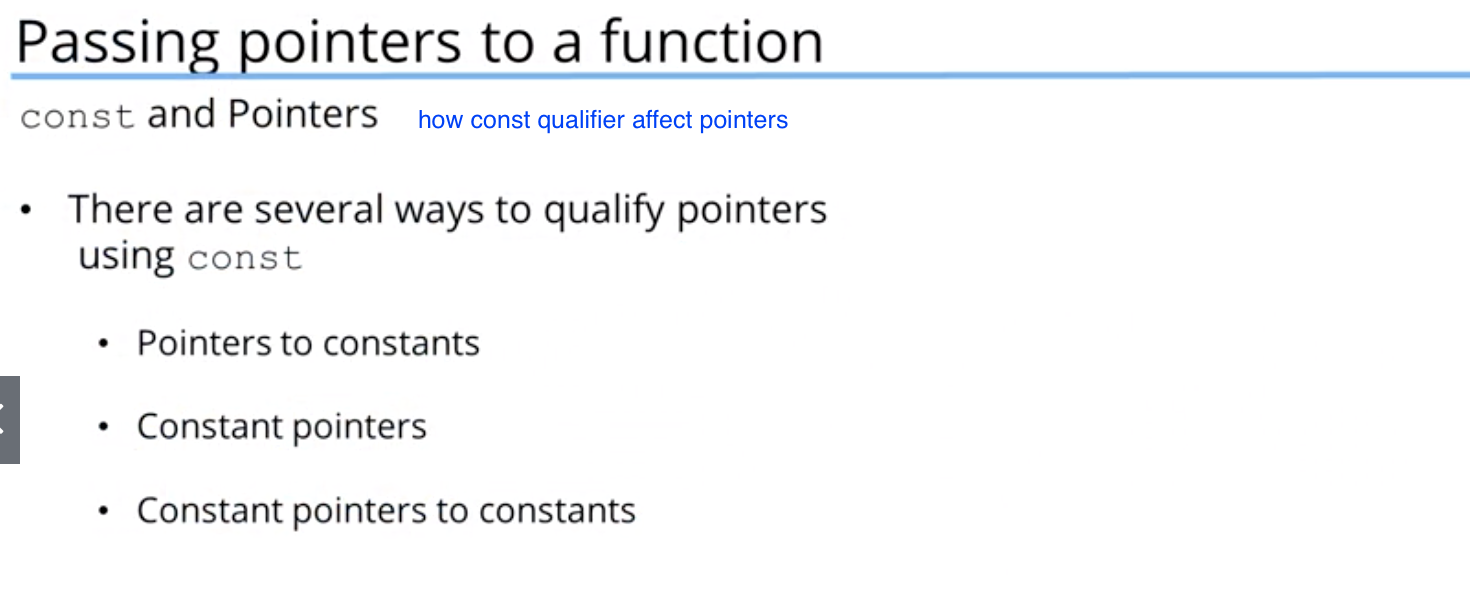 Passing pointers to a function
const and Pointers how const qualifier affect pointers
• There are several ways to qualify pointers
using const
• Pointers to constants
• Constant pointers
• Constant pointers to constants